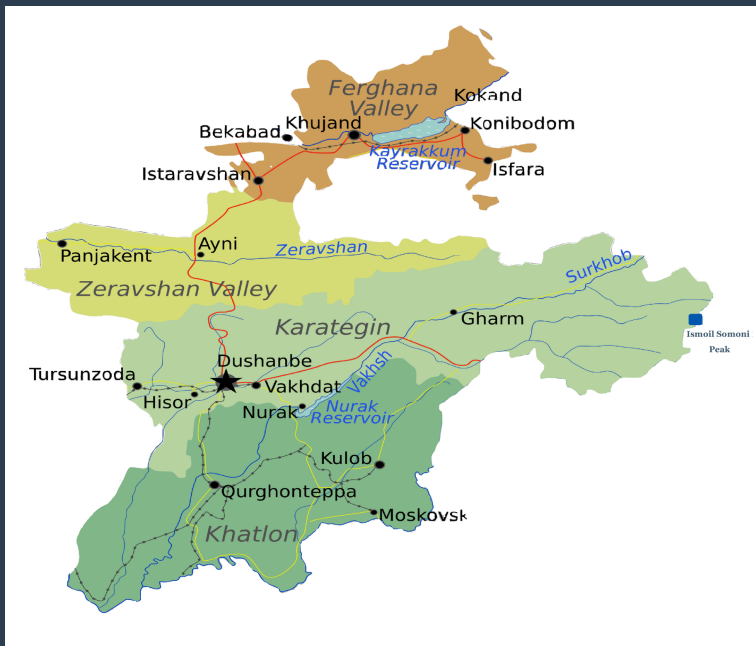 Ferghana
Valley
Kokand
Khujand
Bekabad
Konibodom
Kayrakkum
Reservoir
Isfara
Istaravshan
Ayni
Zeravshan
Panjakent
Zeravshan Valley
Surkhob
Karategin
Gharm
Ismoil Somoni
Peak
Dushanbe
Vakhsh
Tursunzoda
Vakhdat
Hisor
Nurak
Nurak
Reservoir
Kulob
Qurghonteppa
Moskovsk
Khatlon